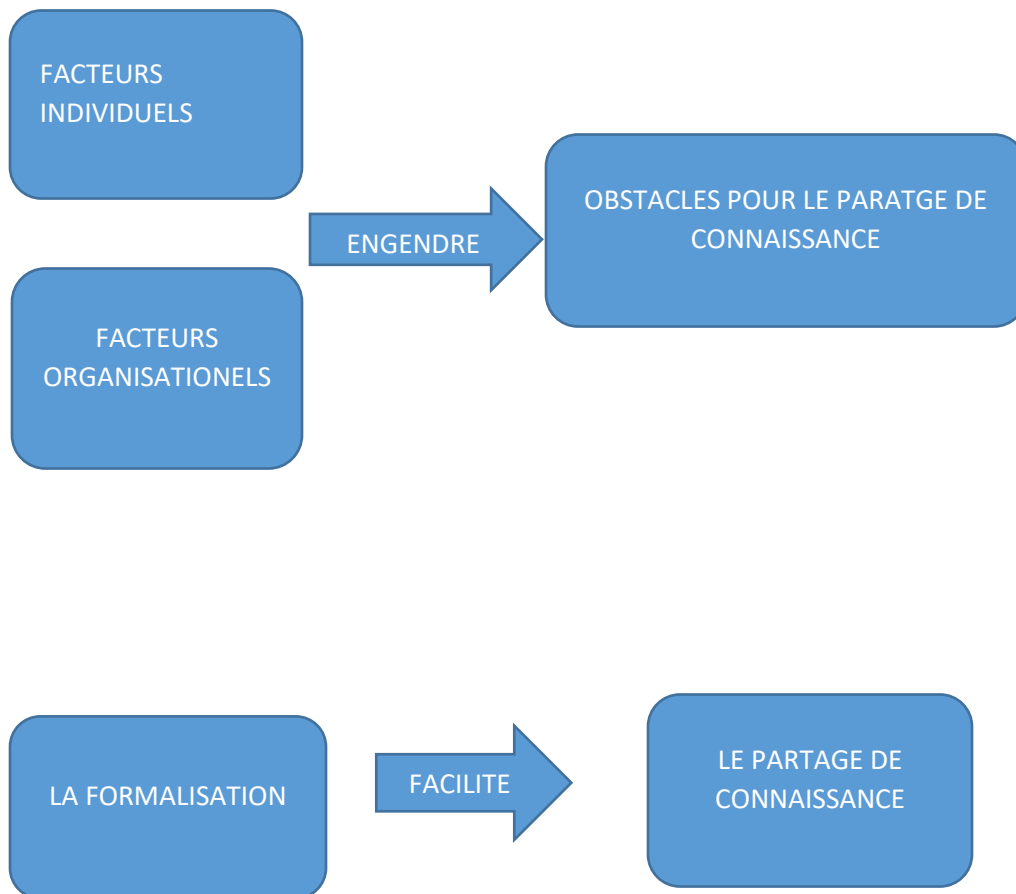 FACTEURS
INDIVIDUELS
OBSTACLES POUR LE PARATGE DE
CONNAISSANCE
ENGENDRE
FACTEURS
ORGANISATIONELS
LA FORMALISATION
FACILITE
LE PARTAGE DE
CONNAISSANCE